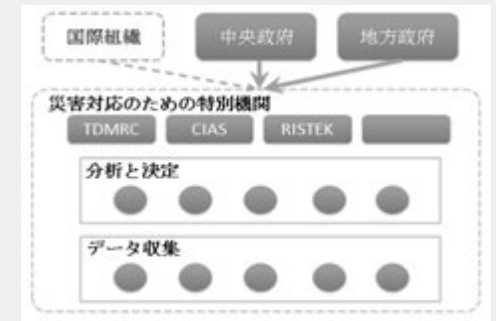 国際組織
中央政府
地方政府
災害対応のための特別機関
TDMRC
CIAS
RISTEK
分析と決定
データ収集